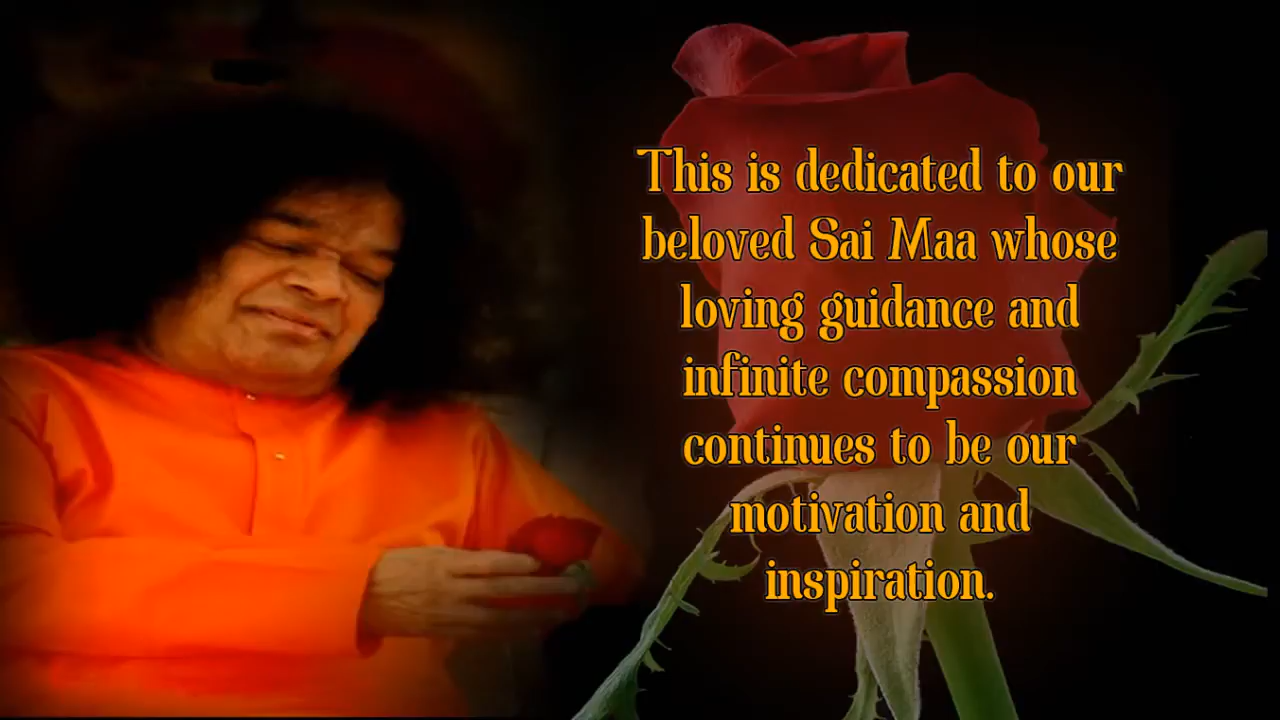 This is dedicated to our
beloved Sai Maa whose
loving guidance and
infinite compassion
continues to be our
motivation and
inspiration.